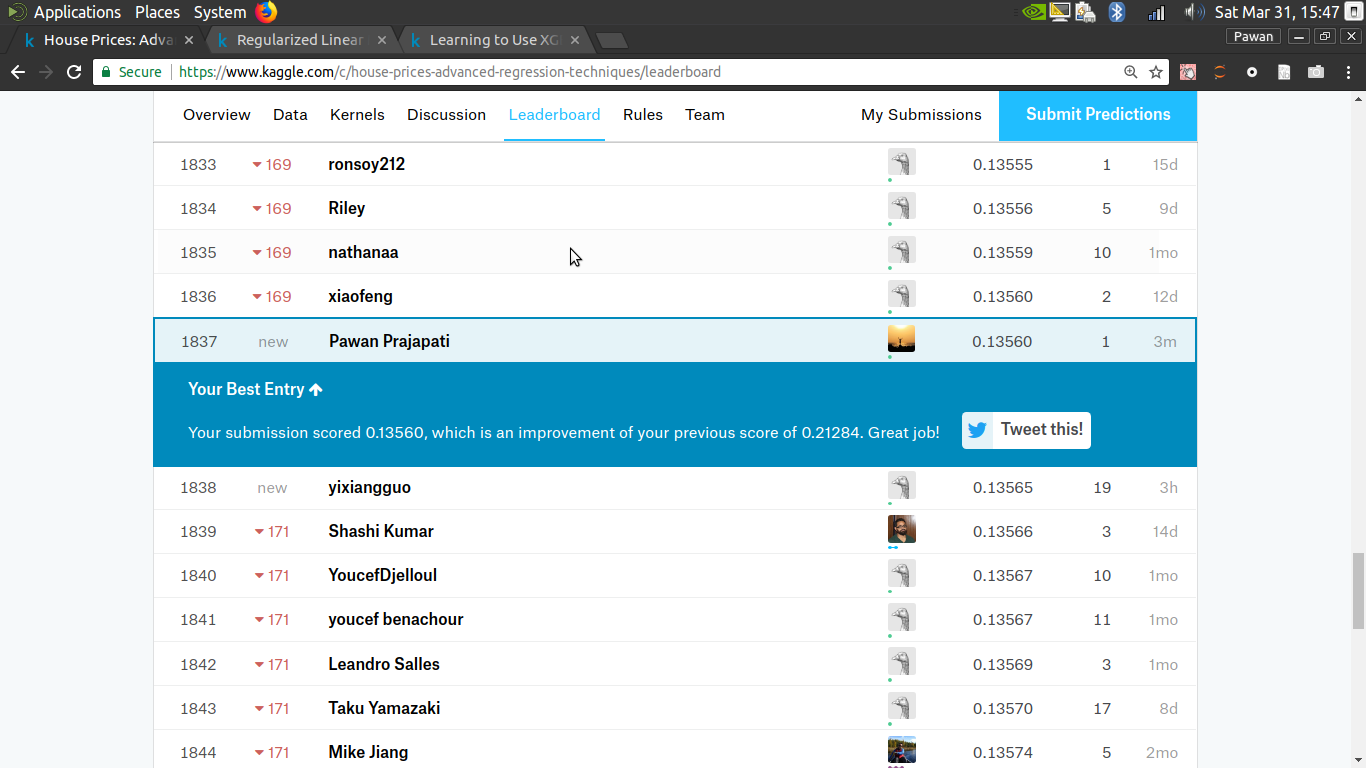 Applications Places System Sat Mar 31, 15:47
House Prices: Adva Regularized Linear Learning to Use XG Pawan
Secure https://www.kaggle.com/c/house-prices-advanced-regression-techniques/leaderboard
Overview Data Kernels Discussion Leaderboard Rules Team My Submissions Submit Predictions
1833 169 ronsoy212 0.13555 1 15d
1834 169 Riley 0.13556 5 9d
1835 169 nathanaa 0.13559 10 1mo
1836 169 xiaofeng 0.13560 2 12d
1837 new Pawan Prajapati 0.13560 1 3m
Your Best Entry
Your submission scored 0.13560, which is an improvement of your previous score of 0.21284. Great job! Tweet this!
1838 new yixiangguo 0.13565 19 3h
1839 171 Shashi Kumar 0.13566 3 14d
1840 171 YoucefDjelloul 0.13567 10 1mo
1841 171 youcef benachour 0.13567 11 1mo
1842 171 Leandro Salles 0.13569 3 1mo
1843 171 Taku Yamazaki 0.13570 17 8d
1844 171 Mike Jiang 0.13574 5 2mo